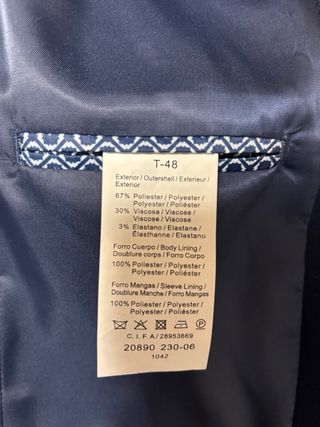 T-48
Exterior / Outershell / Exterieur /
Exterior
67% Poliester / Polyester /
Polyester / Poliéster
30% Viscosa / Viscose /
Viscose / Viscose
3% Elastano / Elastane /
Élasthanne / Elastano
Forro Cuerpo / Body Lining /
Doublure corps / Forro Corpo
100% Poliester / Polyester /
Polyester / Poliéster
Forro Mangas / Sleeve Lining /
Doublure Manche / Forro Mangas
100% Poliester / Polyester /
Polyester / Poliéster
C. I. F. A / 28953669
20890 230-06
1042